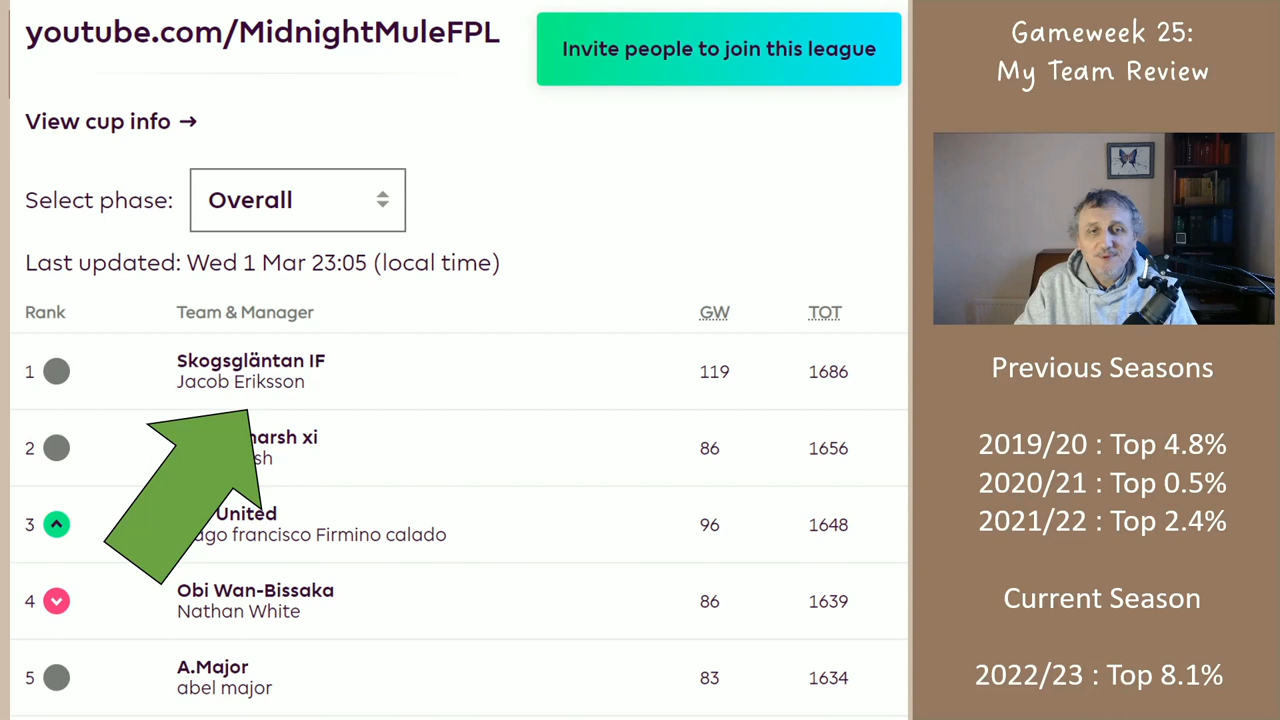 youtube.com/MidnightMuleFPL
Invite people to join this league
View cup info →
Select phase: Overall
Last updated: Wed 1 Mar 23:05 (local time)
Rank Team & Manager GW TOT
1 Skogsgläntan IF 119 1686
Jacob Eriksson
2 xi 86 1656
3 United 96 1648
francisco Firmino calado
4 Obi Wan-Bissaka 86 1639
Nathan White
5 A.Major 83 1634
abel major
Gameweek 25:
My Team Review
Previous Seasons
2019/20 : Top 4.8%
2020/21 : Top 0.5%
2021/22 : Top 2.4%
Current Season
2022/23 : Top 8.1%